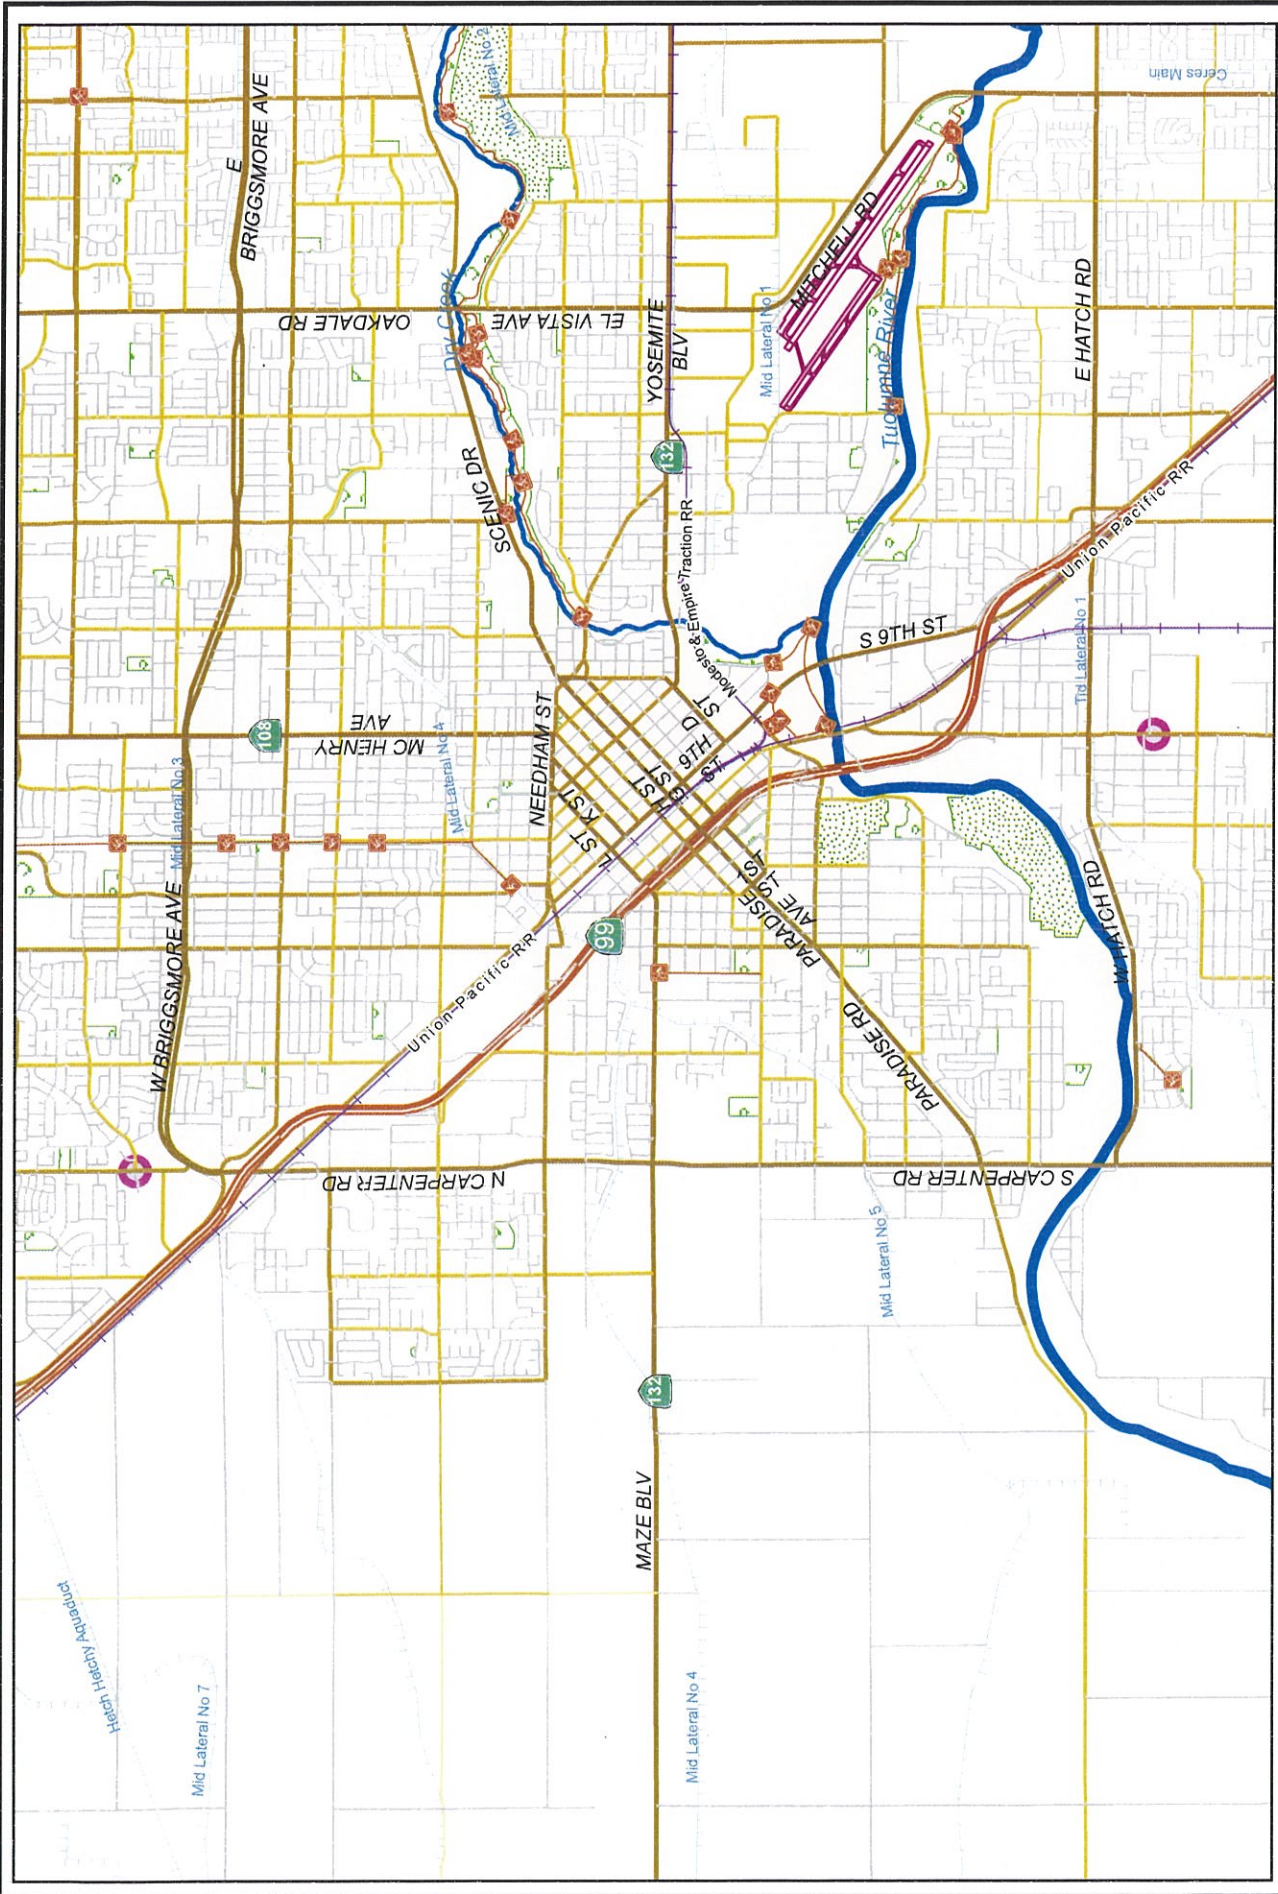 Ceres Main
Mid Lateral No 2
E
BRIGGSMORE AVE
OAKDALE RD
Dry Creek
EL VISTA AVE
YOSEMITE
BLV
MITCHELL RD
Mid Lateral No 1
Tuolumne River
E HATCH RD
SCENIC DR
132
Union Pacific RR
Modesto & Empire Traction RR
S 9TH ST
Tid Lateral No 1
108
MC HENRY
AVE
Mid Lateral No 4
NEEDHAM ST
D
ST
9TH
ST
G ST
H ST
K ST
L ST
Mid Lateral No 3
W BRIGGSMORE AVE
99
Union Pacific RR
PARADISE
AVE
PARADISE RD
W HATCH RD
N CARPENTER RD
S CARPENTER RD
Mid Lateral No 5
132
MAZE BLV
Hetch Hetchy Aquaduct
Mid Lateral No 7
Mid Lateral No 4